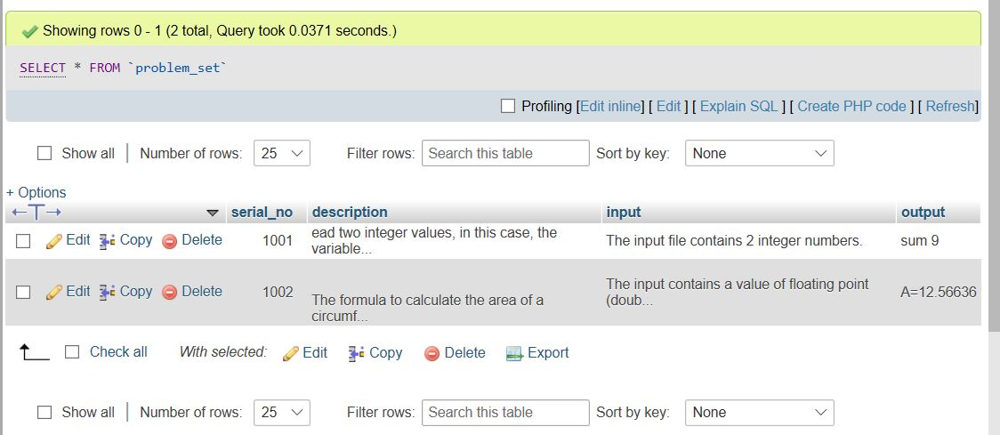 Showing rows 0 - 1 (2 total, Query took 0.0371 seconds.)
SELECT * FROM `problem_set`
Profiling [Edit inline] [ Edit ] [ Explain SQL ] [ Create PHP code ] [ Refresh]
Show all | Number of rows: 25 Filter rows: Search this table Sort by key: None
+ Options
←T→ serial_no description input output
Edit Copy Delete 1001 ead two integer values, in this case, the The input file contains 2 integer numbers. sum 9
variable...
Edit Copy Delete 1002 The input contains a value of floating point A=12.56636
The formula to calculate the area of a (doub...
circumf...
Check all With selected: Edit Copy Delete Export
Show all | Number of rows: 25 Filter rows: Search this table Sort by key: None